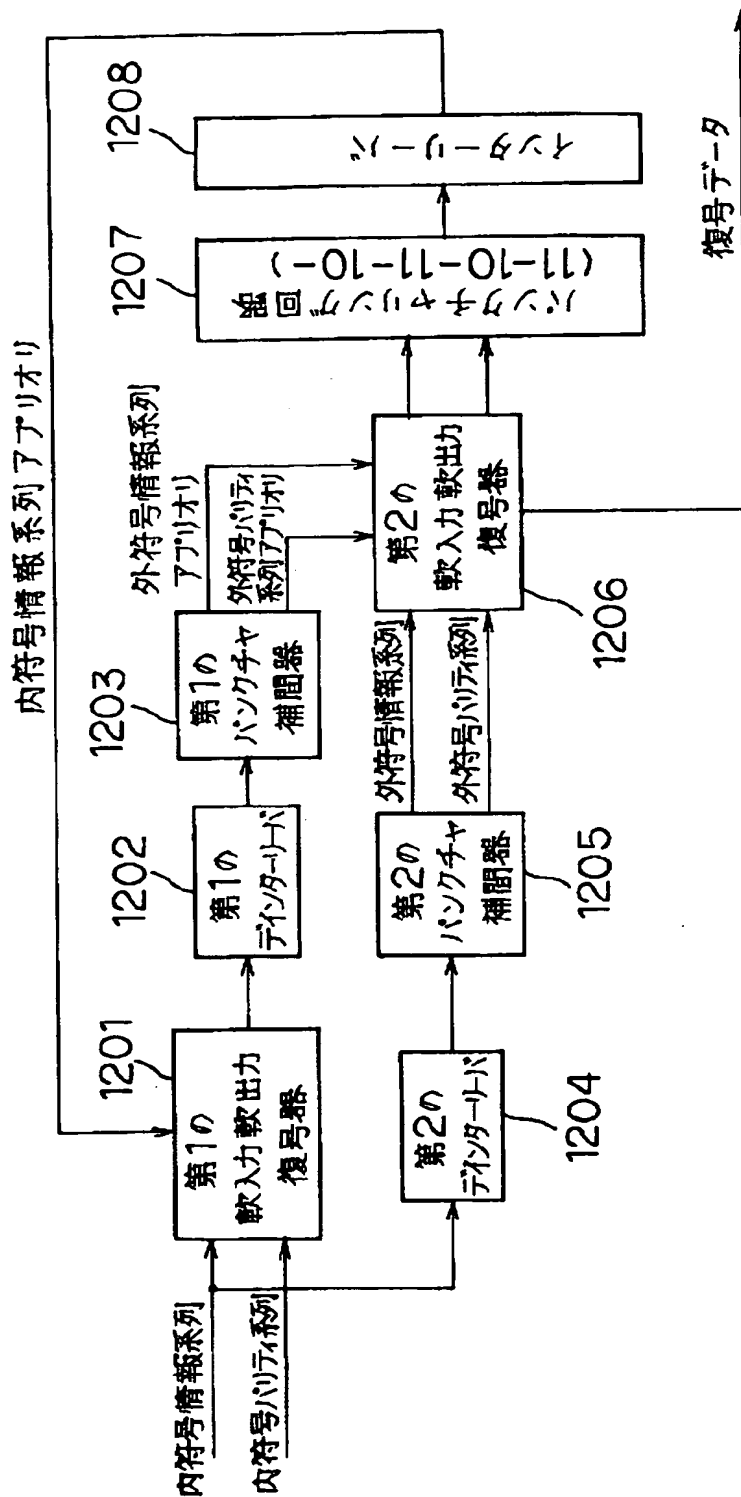 内符号情報系列アプリオリ
内符号情報系列
内符号パリティ系列
1201
第1の
軟入力軟出力
復号器
1202
第1の
デインターリーバ
1203
第1の
パンクチャ
補間器
外符号情報系列
アプリオリ
外符号パリティ
系列アプリオリ
1204
第2の
デインターリーバ
1205
第2の
パンクチャ
補間器
外符号情報系列
外符号パリティ系列
1206
第2の
軟入力軟出力
復号器
1207
パンクチャリング回路
(11-10-11-10-)
1208
インターリーバ
復号データ